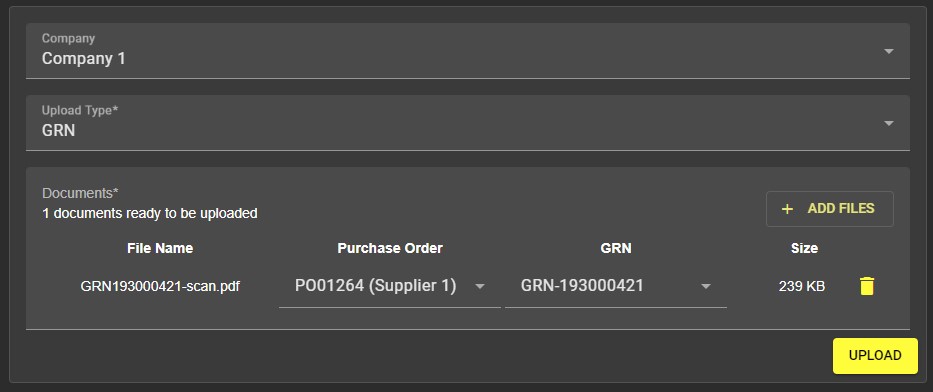 Company
Company 1
Upload Type*
GRN
Documents*
1 documents ready to be uploaded
+ ADD FILES
File Name Purchase Order GRN Size
GRN193000421-scan.pdf PO01264 (Supplier 1) GRN-193000421 239 KB
UPLOAD